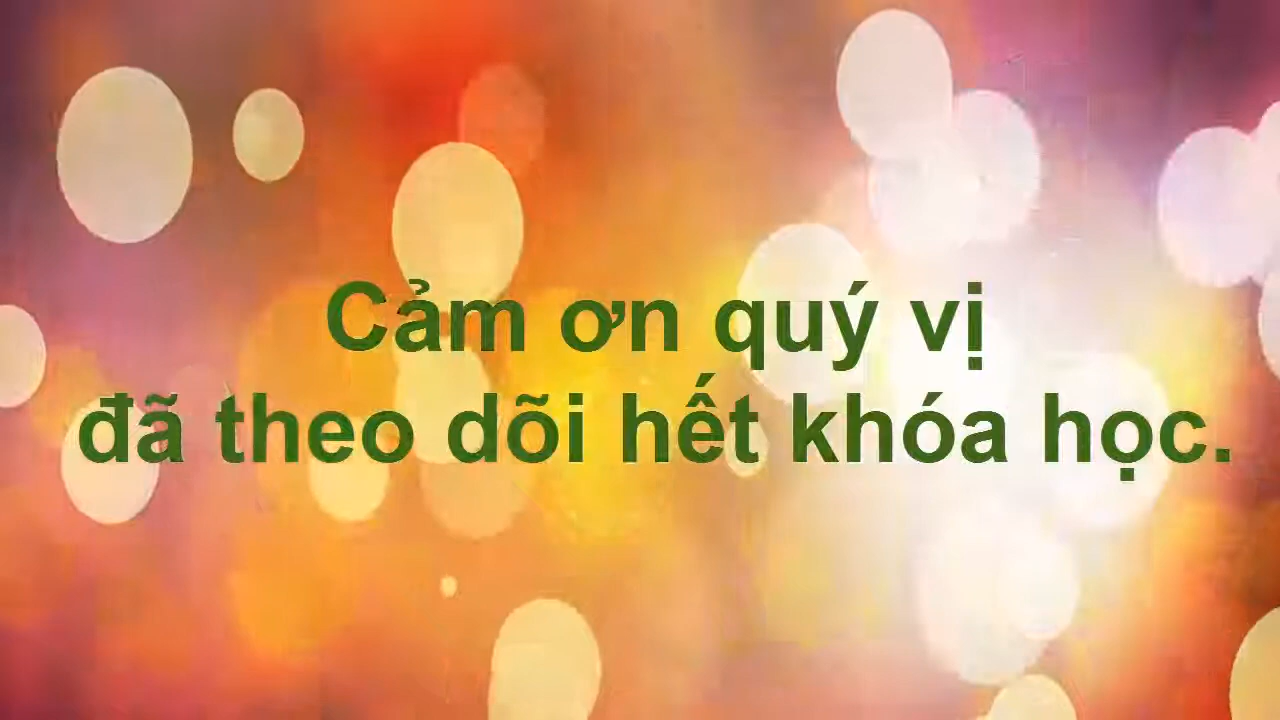 Cảm ơn quý vị
đã theo dõi hết khóa học.